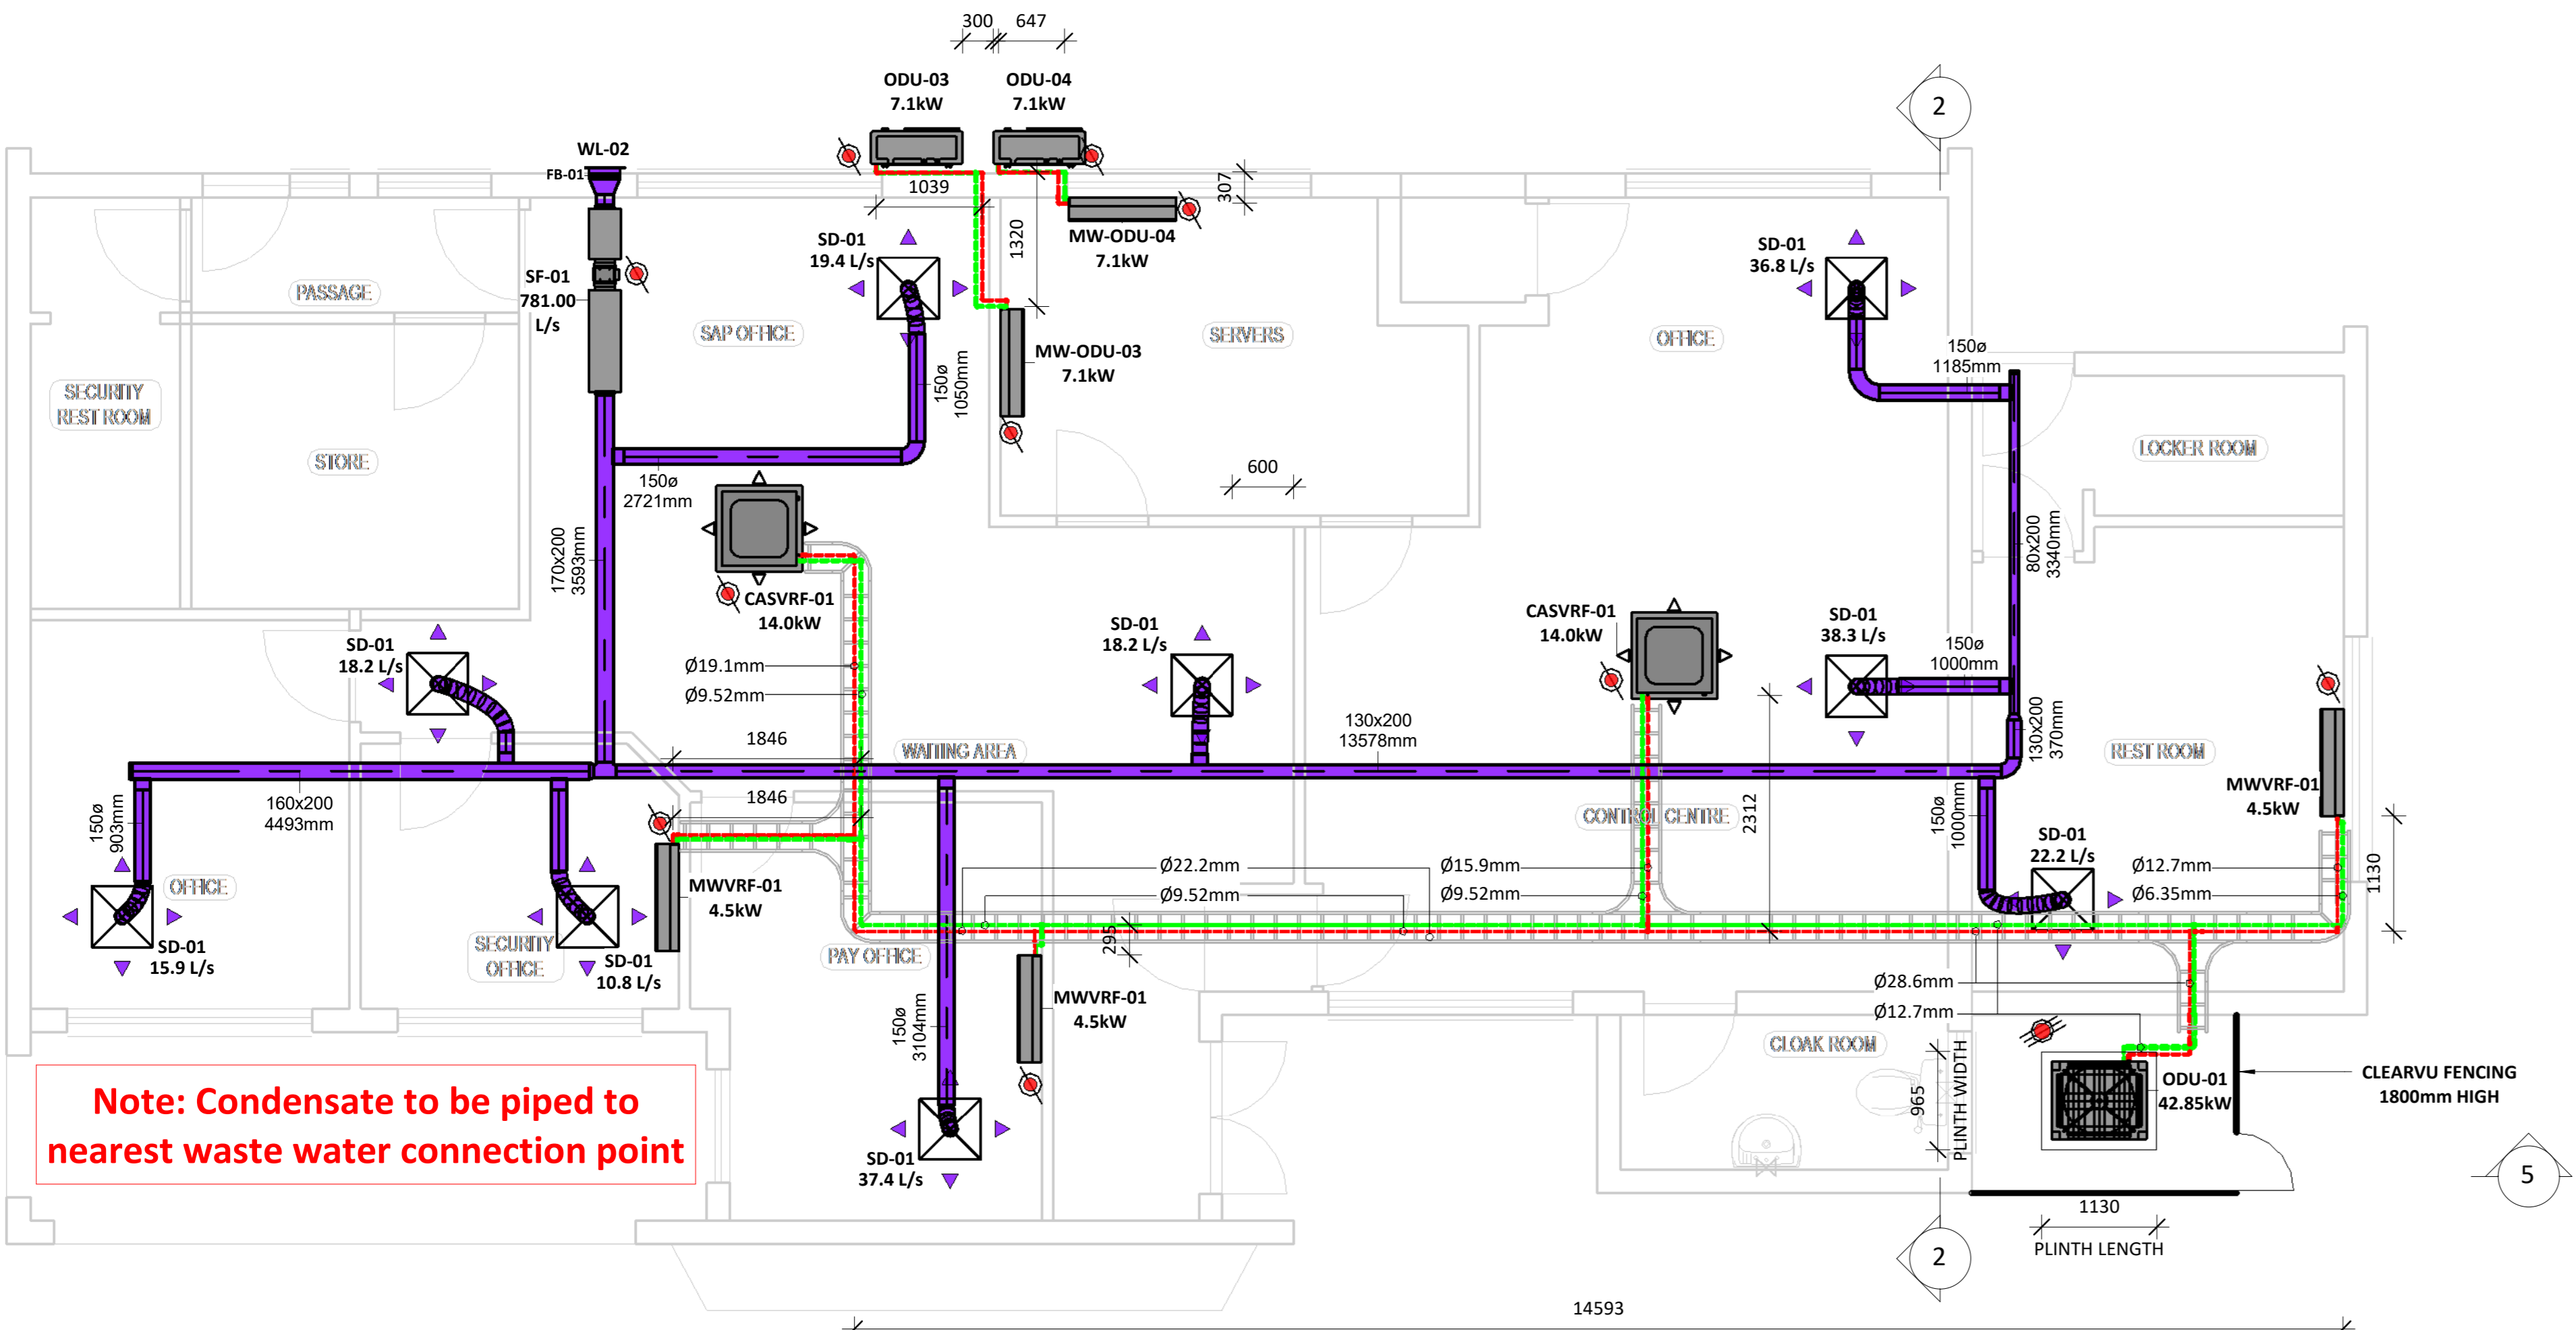 300
647
ODU-03
7.1kW
ODU-04
7.1kW
2
WL-02
FB-01
1039
307
1320
MW-ODU-04
7.1kW
SD-01
19.4 L/s
SD-01
36.8 L/s
SF-01
781.00
L/s
PASSAGE
SAP OFFICE
SERVERS
OFFICE
MW-ODU-03
7.1kW
150ø
1185mm
SECURITY
REST ROOM
150ø
1050mm
STORE
LOCKER ROOM
150ø
2721mm
600
170x200
3593mm
80x200
3340mm
CASVRF-01
14.0kW
CASVRF-01
14.0kW
SD-01
18.2 L/s
SD-01
18.2 L/s
SD-01
38.3 L/s
150ø
1000mm
Ø19.1mm
Ø9.52mm
1846
WAITING AREA
130x200
13578mm
130x200
370mm
REST ROOM
MWVRF-01
4.5kW
160x200
4493mm
150ø
903mm
1846
CONTROL CENTRE
2312
150ø
1000mm
SD-01
22.2 L/s
Ø22.2mm
Ø9.52mm
Ø15.9mm
Ø9.52mm
Ø12.7mm
Ø6.35mm
1130
OFFICE
MWVRF-01
4.5kW
SD-01
15.9 L/s
SECURITY
OFFICE
SD-01
10.8 L/s
PAY OFFICE
295
MWVRF-01
4.5kW
Ø28.6mm
Ø12.7mm
150ø
3104mm
CLOAK ROOM
965
PLINTH WIDTH
ODU-01
42.85kW
CLEARVU FENCING
1800mm HIGH
Note: Condensate to be piped to
nearest waste water connection point
SD-01
37.4 L/s
5
1130
PLINTH LENGTH
2
14593